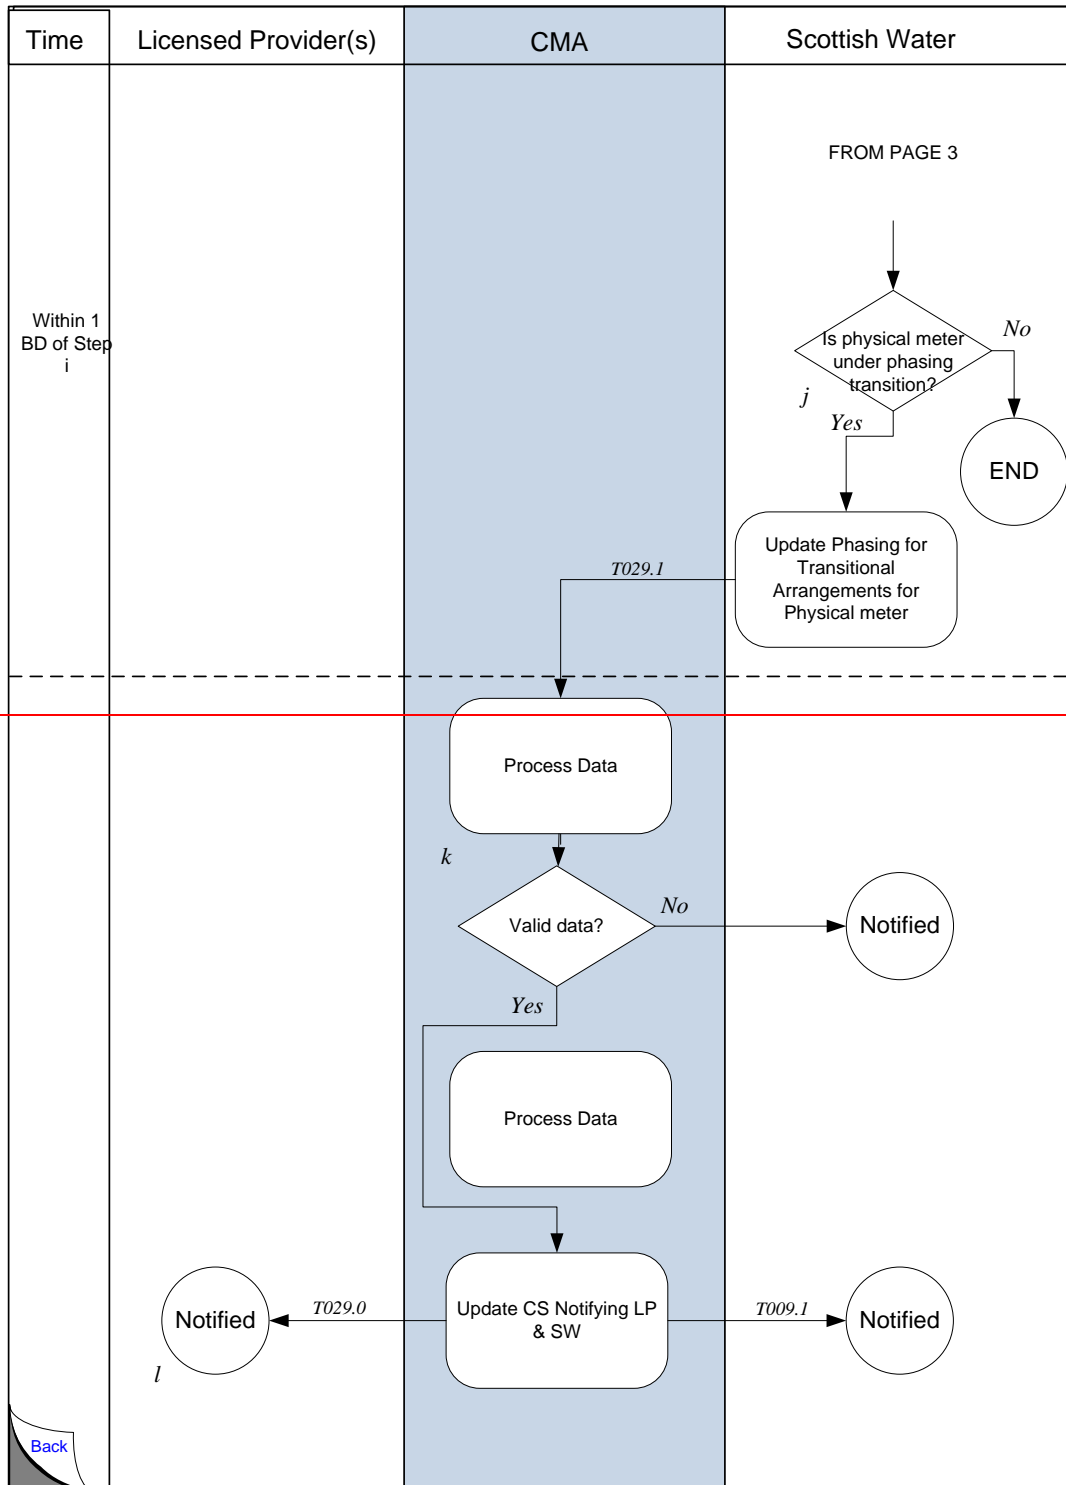 Time
Licensed Provider(s)
CMA
Scottish Water
FROM PAGE 3
Within 1
BD of Step
i
Is physical meter
under phasing
transition?
No
j
Yes
END
Update Phasing for
Transitional
Arrangements for
Physical meter
T029.1
Process Data
k
Valid data?
No
Notified
Yes
Process Data
Notified
T029.0
Update CS Notifying LP
& SW
T009.1
Notified
l
Back